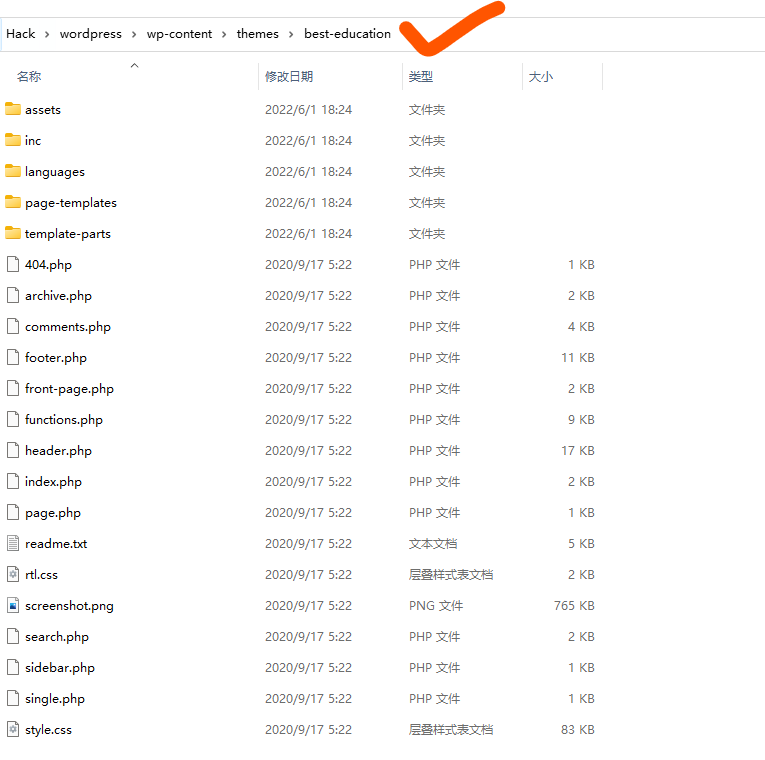 Hack › wordpress › wp-content › themes › best-education
名称 修改日期 类型 大小
assets 2022/6/1 18:24 文件夹
inc 2022/6/1 18:24 文件夹
languages 2022/6/1 18:24 文件夹
page-templates 2022/6/1 18:24 文件夹
template-parts 2022/6/1 18:24 文件夹
404.php 2020/9/17 5:22 PHP 文件 1 KB
archive.php 2020/9/17 5:22 PHP 文件 2 KB
comments.php 2020/9/17 5:22 PHP 文件 4 KB
footer.php 2020/9/17 5:22 PHP 文件 11 KB
front-page.php 2020/9/17 5:22 PHP 文件 2 KB
functions.php 2020/9/17 5:22 PHP 文件 9 KB
header.php 2020/9/17 5:22 PHP 文件 17 KB
index.php 2020/9/17 5:22 PHP 文件 2 KB
page.php 2020/9/17 5:22 PHP 文件 1 KB
readme.txt 2020/9/17 5:22 文本文档 5 KB
rtl.css 2020/9/17 5:22 层叠样式表文档 2 KB
screenshot.png 2020/9/17 5:22 PNG 文件 765 KB
search.php 2020/9/17 5:22 PHP 文件 2 KB
sidebar.php 2020/9/17 5:22 PHP 文件 1 KB
single.php 2020/9/17 5:22 PHP 文件 1 KB
style.css 2020/9/17 5:22 层叠样式表文档 83 KB